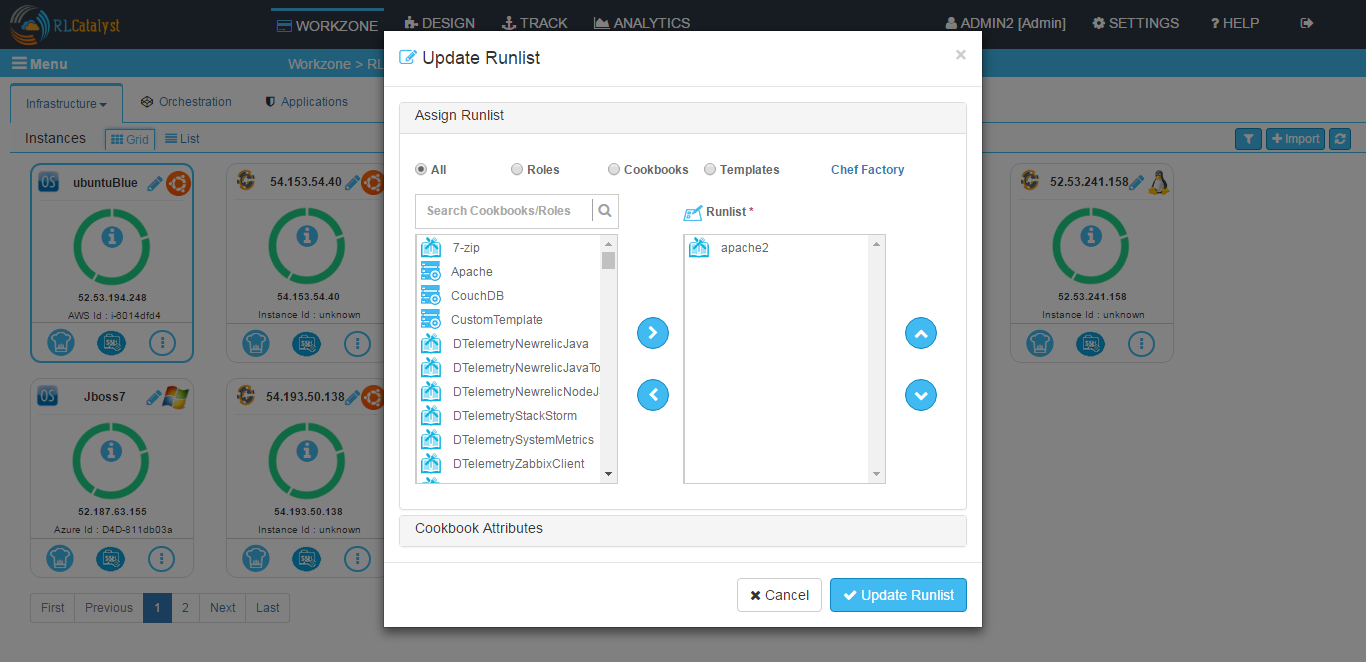 RLCatalyst
WORKZONE
DESIGN
TRACK
ANALYTICS
ADMIN2 [Admin]
SETTINGS
? HELP
Menu
Workzone > RL
Infrastructure
Orchestration
Applications
Instances
Grid
List
Import
ubuntuBlue
52.53.194.248
AWS Id : i-6014dfd4
54.153.54.40
54.153.54.40
Instance Id : unknown
52.53.241.158
52.53.241.158
Instance Id : unknown
Jboss7
52.187.63.155
Azure Id : D4D-811db03a
54.193.50.138
54.193.50.138
Instance Id : unknown
First
Previous
1
2
Next
Last
Update Runlist
×
Assign Runlist
All
Roles
Cookbooks
Templates
Chef Factory
Search Cookbooks/Roles
Runlist *
7-zip
Apache
CouchDB
CustomTemplate
DTelemetryNewrelicJava
DTelemetryNewrelicJavaTo
DTelemetryNewrelicNodeJ
DTelemetryStackStorm
DTelemetrySystemMetrics
DTelemetryZabbixClient
apache2
Cookbook Attributes
Cancel
Update Runlist